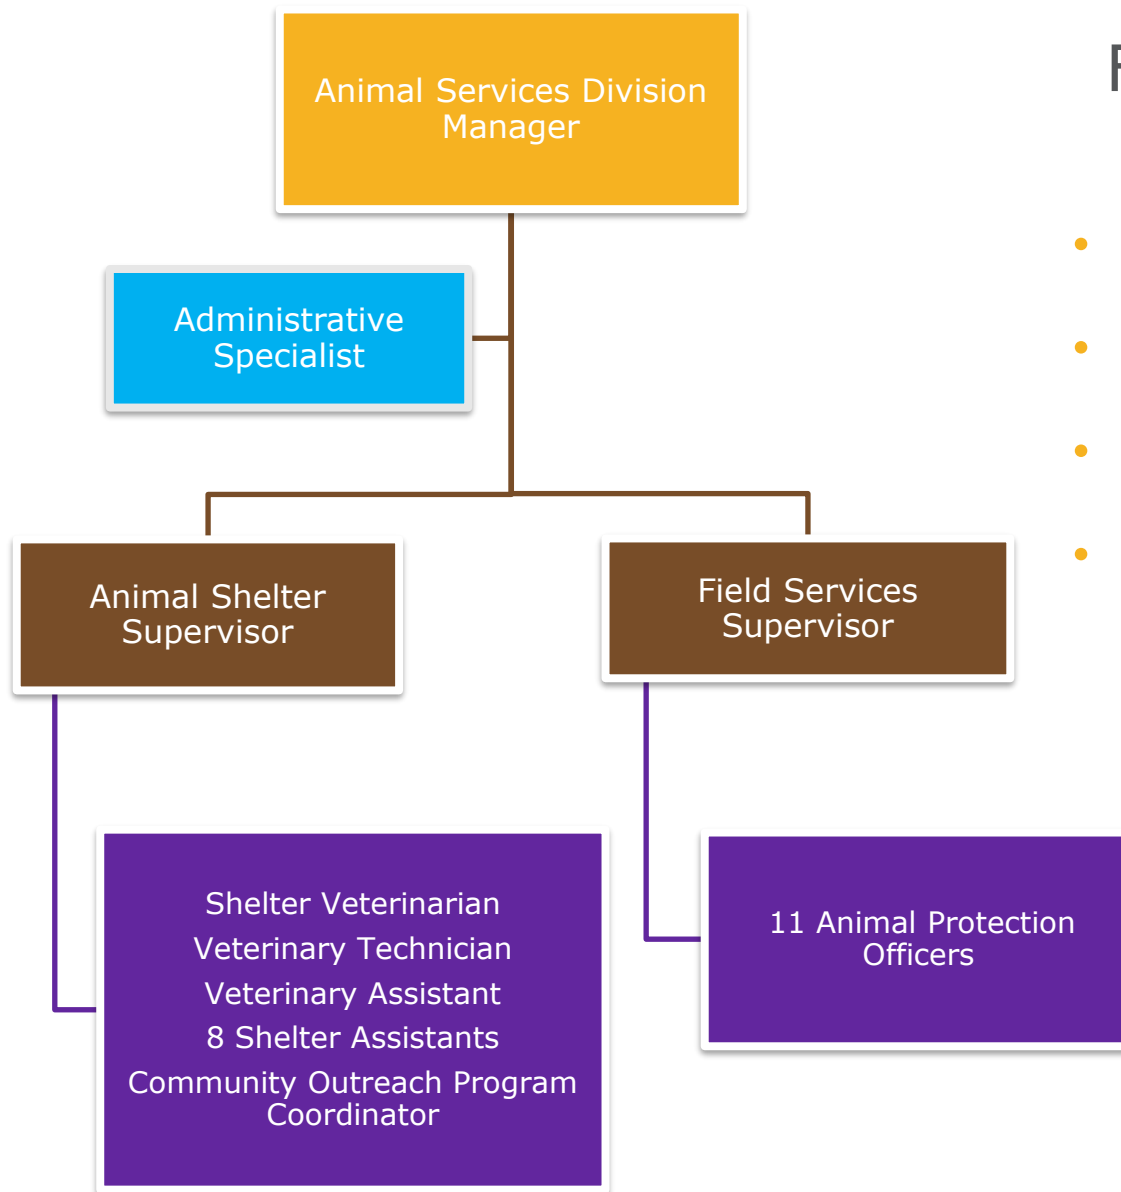 Animal Services Division
Manager
Administrative
Specialist
Animal Shelter
Supervisor
Field Services
Supervisor
Shelter Veterinarian
Veterinary Technician
Veterinary Assistant
8 Shelter Assistants
Community Outreach Program
Coordinator
11 Animal Protection
Officers